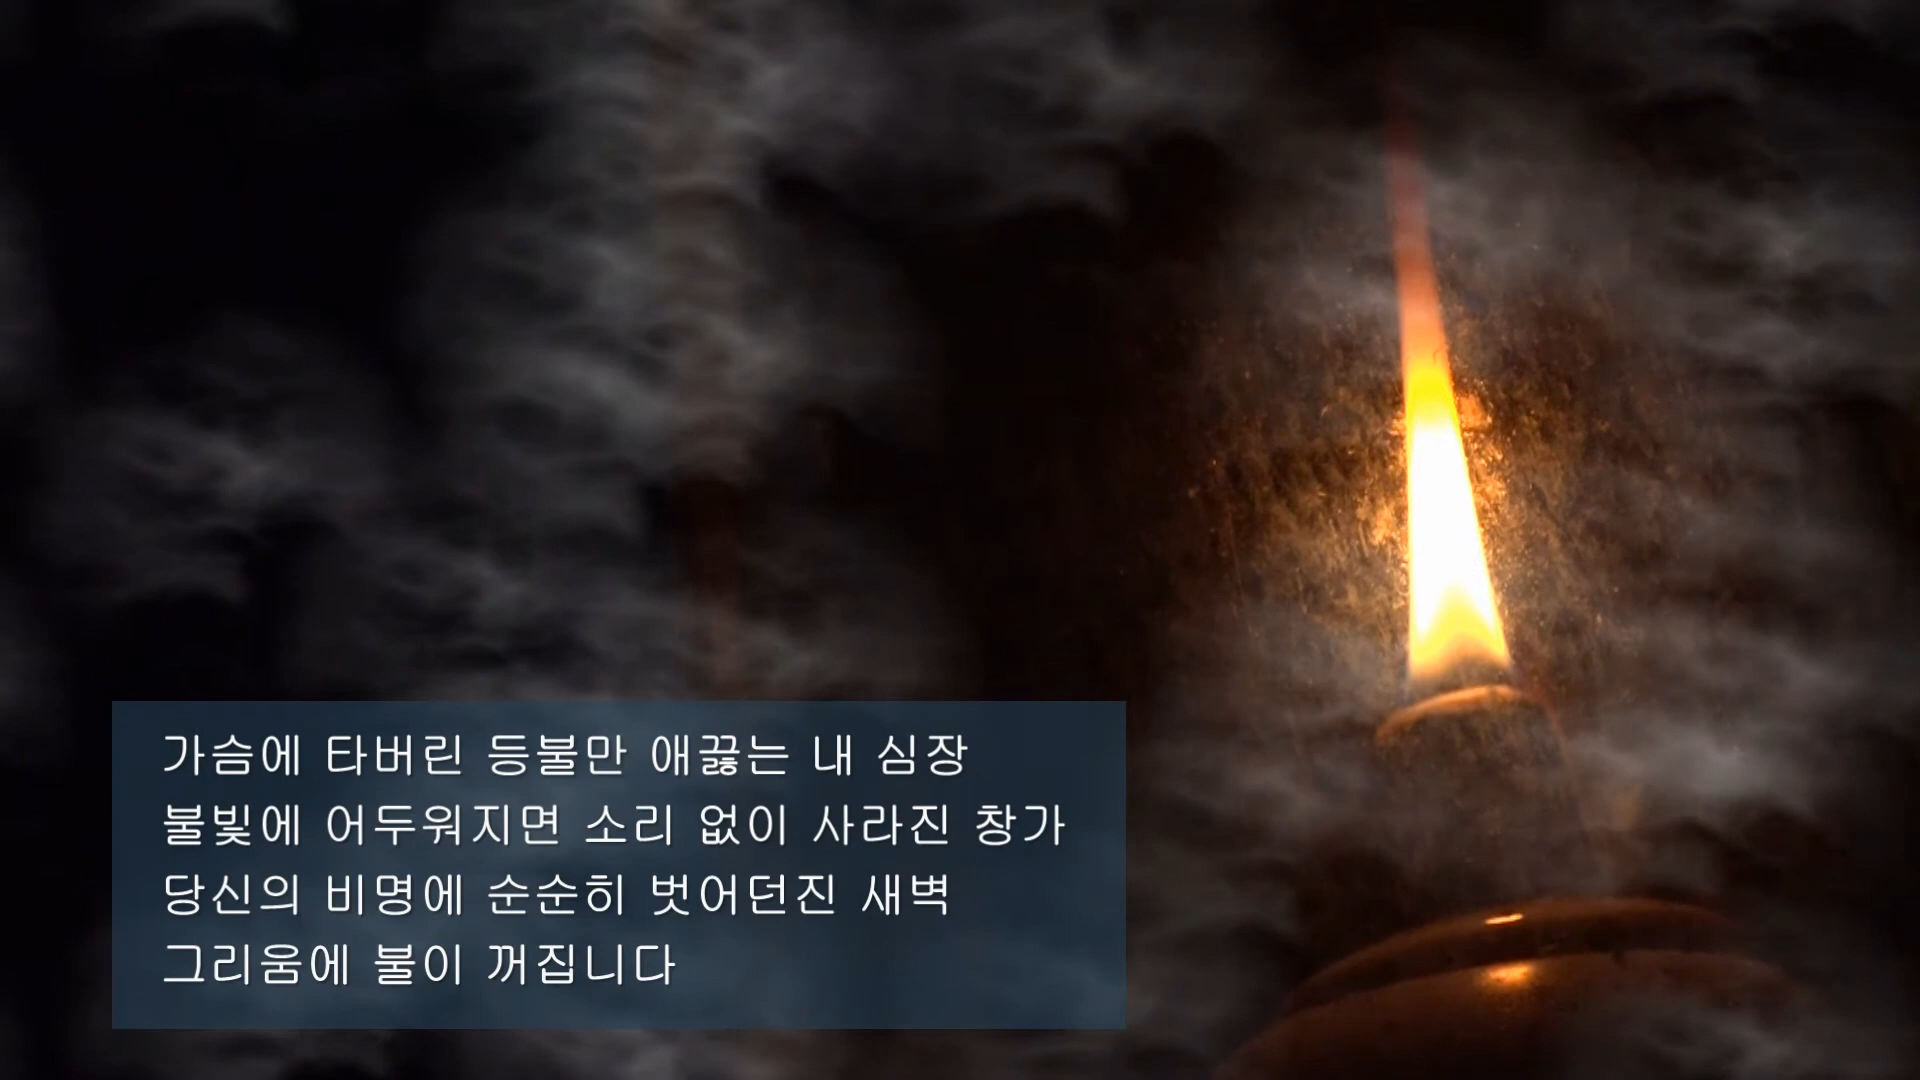 가슴에 타버린 등불만 애끓는 내 심장
불빛에 어두워지면 소리 없이 사라진 창가
당신의 비명에 순순히 벗어던진 새벽
그리움에 불이 꺼집니다